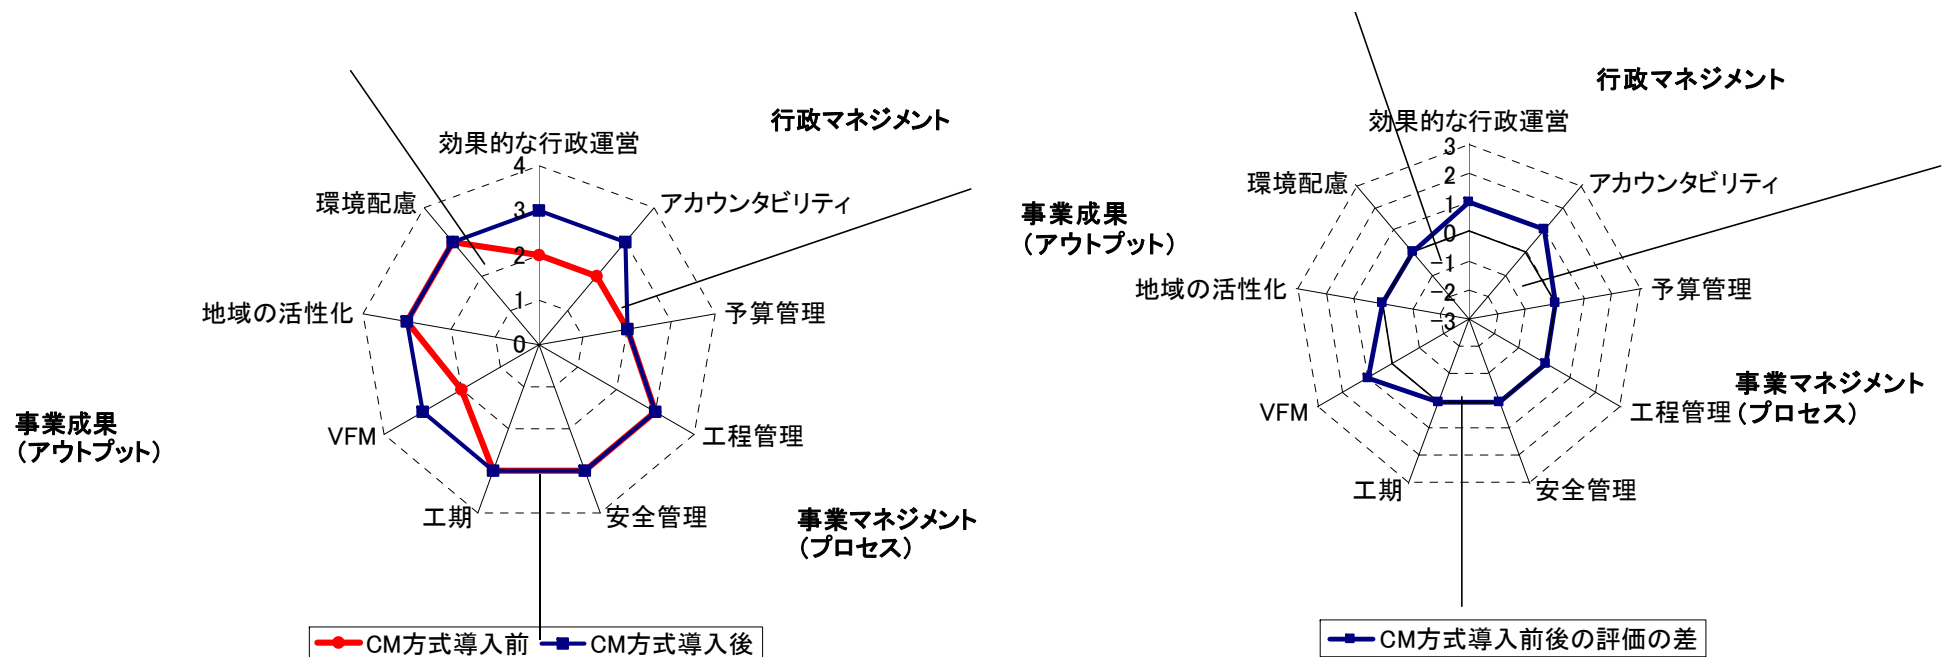 行政マネジメント
効果的な行政運営
4
3
2
1
0
アカウンタビリティ
環境配慮
予算管理
地域の活性化
工程管理
VFM
安全管理
工期
事業成果
(アウトプット)
事業マネジメント
(プロセス)
CM方式導入前
CM方式導入後
行政マネジメント
効果的な行政運営
3
2
1
0
-1
-2
-3
アカウンタビリティ
環境配慮
事業成果
(アウトプット)
予算管理
地域の活性化
事業マネジメント
(プロセス)
工程管理
VFM
安全管理
工期
CM方式導入前後の評価の差